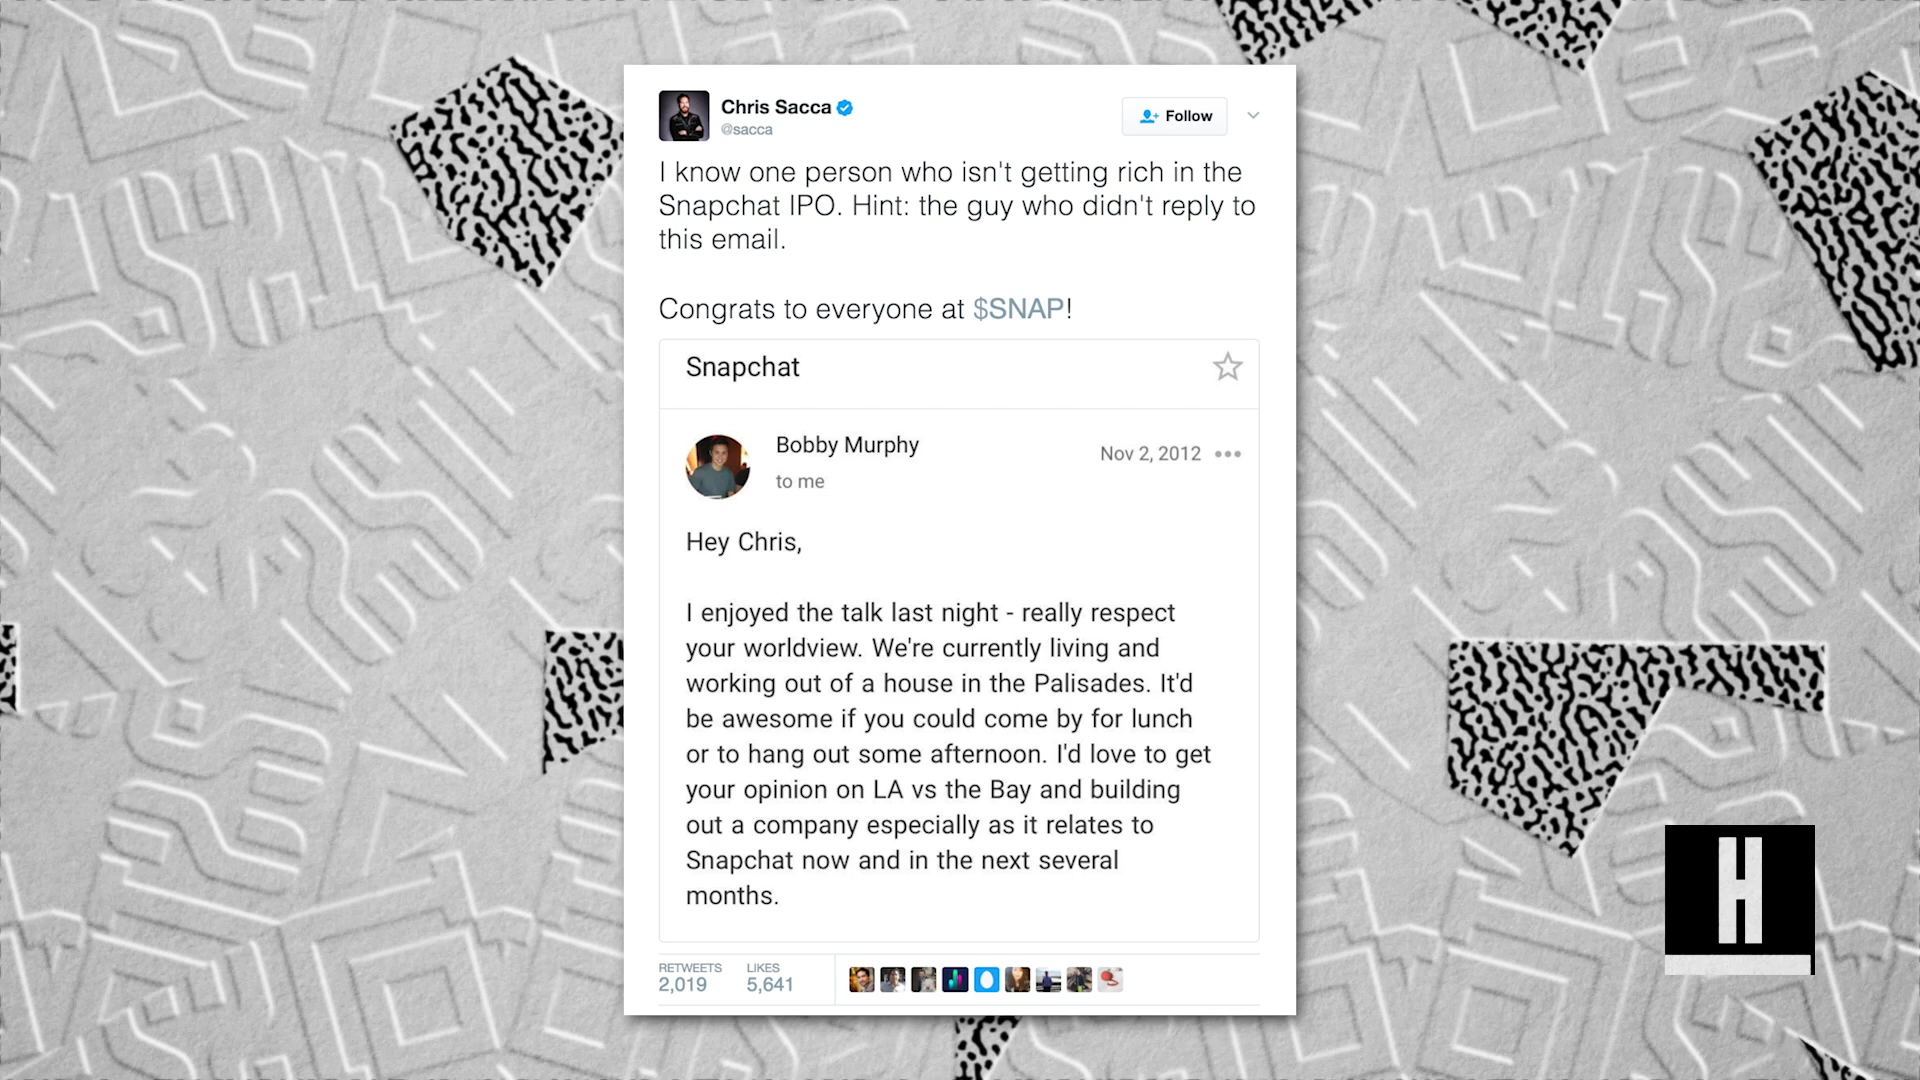 Chris Sacca
@sacca
Follow
I know one person who isn't getting rich in the
Snapchat IPO. Hint: the guy who didn't reply to
this email.
Congrats to everyone at $SNAP!
Snapchat
Bobby Murphy
Nov 2, 2012
to me
Hey Chris,
I enjoyed the talk last night - really respect
your worldview. We're currently living and
working out of a house in the Palisades. It'd
be awesome if you could come by for lunch
or to hang out some afternoon. I'd love to get
your opinion on LA vs the Bay and building
out a company especially as it relates to
Snapchat now and in the next several
months.
RETWEETS LIKES
2,019 5,641
H